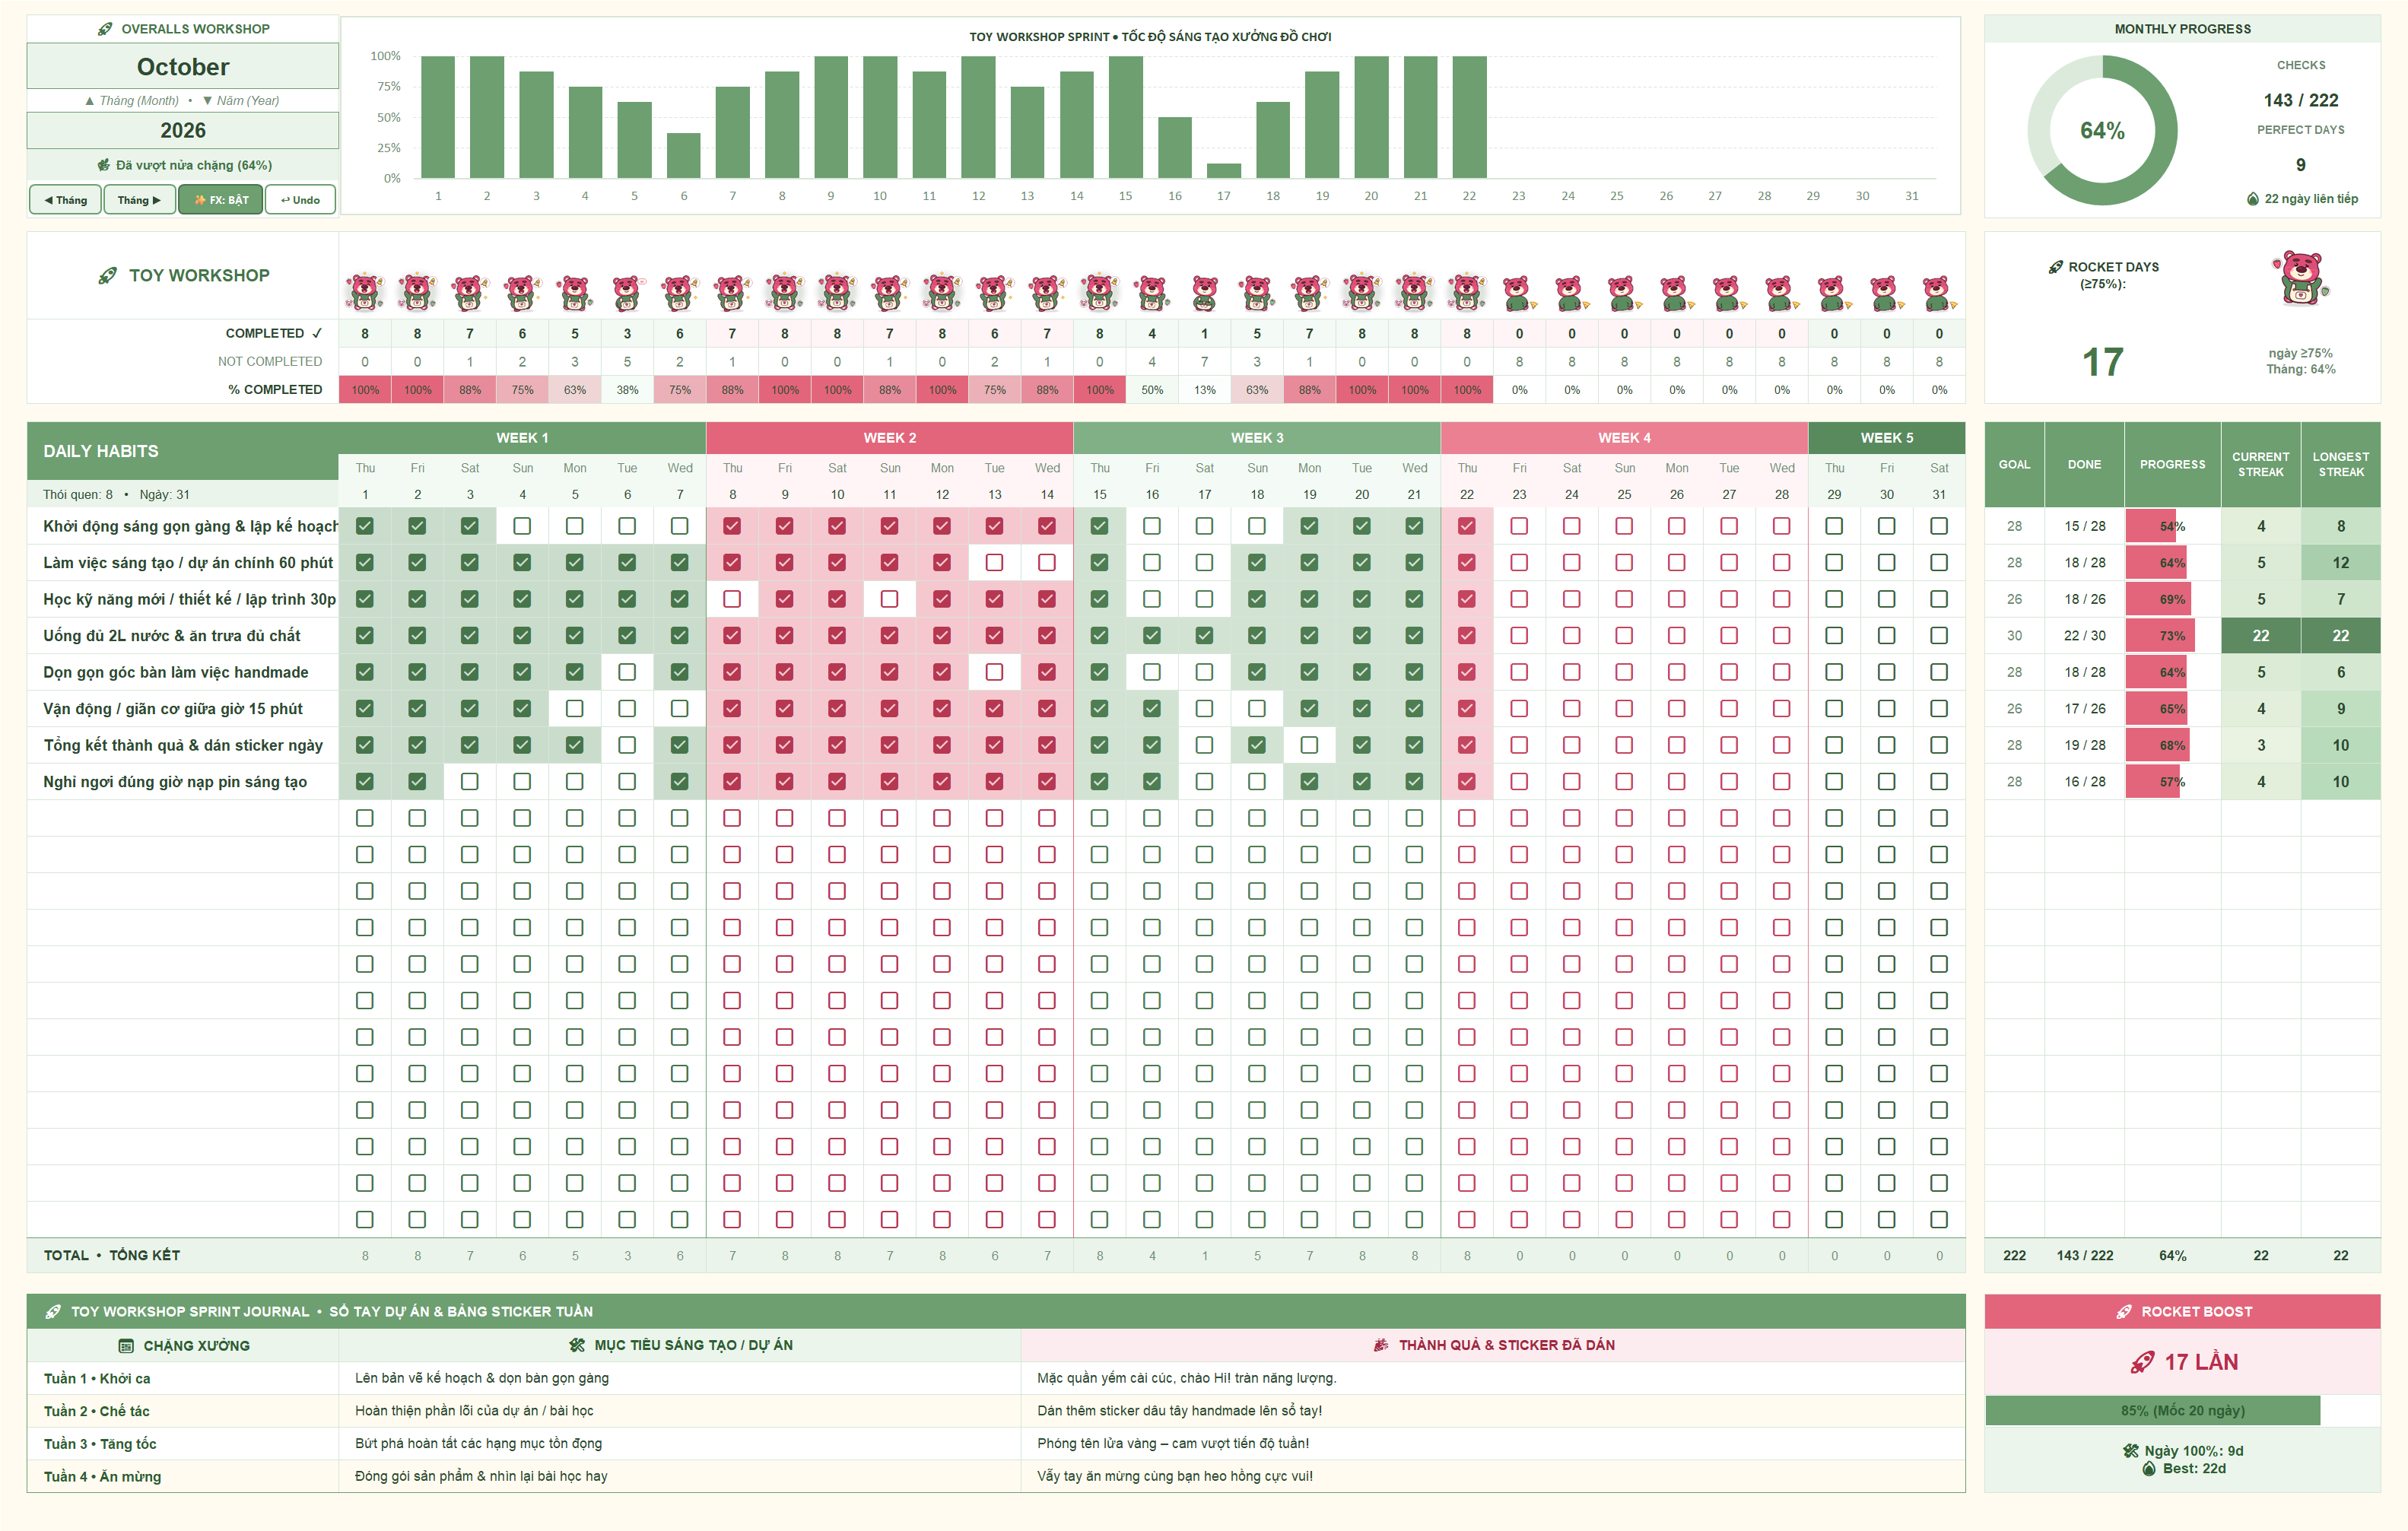 OVERALLS WORKSHOP
October
▲ Tháng (Month) • ▼ Năm (Year)
2026
Đã vượt nửa chặng (64%)
◀ Tháng Tháng ▶ FX: BẬT ↩ Undo
TOY WORKSHOP SPRINT • TỐC ĐỘ SÁNG TẠO XƯỞNG ĐỒ CHƠI
100%
75%
50%
25%
0%
1 2 3 4 5 6 7 8 9 10 11 12 13 14 15 16 17 18 19 20 21 22 23 24 25 26 27 28 29 30 31
MONTHLY PROGRESS
64%
CHECKS
143 / 222
PERFECT DAYS
9
22 ngày liên tiếp
TOY WORKSHOP
COMPLETED ✓ 8 8 7 6 5 3 6 7 8 8 7 8 6 7 8 4 1 5 7 8 8 8 0 0 0 0 0 0 0 0 0
NOT COMPLETED 0 0 1 2 3 5 2 1 0 0 1 0 2 1 0 4 7 3 1 0 0 0 8 8 8 8 8 8 8 8 8
% COMPLETED 100% 100% 88% 75% 63% 38% 75% 88% 100% 100% 88% 100% 75% 88% 100% 50% 13% 63% 88% 100% 100% 100% 0% 0% 0% 0% 0% 0% 0% 0% 0%
ROCKET DAYS
(≥75%):
17
ngày ≥75%
Tháng: 64%
DAILY HABITS
WEEK 1 WEEK 2 WEEK 3 WEEK 4 WEEK 5
Thu Fri Sat Sun Mon Tue Wed Thu Fri Sat Sun Mon Tue Wed Thu Fri Sat Sun Mon Tue Wed Thu Fri Sat Sun Mon Tue Wed Thu Fri Sat
Thói quen: 8 • Ngày: 31
1 2 3 4 5 6 7 8 9 10 11 12 13 14 15 16 17 18 19 20 21 22 23 24 25 26 27 28 29 30 31
GOAL DONE PROGRESS CURRENT STREAK LONGEST STREAK
Khởi động sáng gọn gàng & lập kế hoạch 28 15 / 28 54% 4 8
Làm việc sáng tạo / dự án chính 60 phút 28 18 / 28 64% 5 12
Học kỹ năng mới / thiết kế / lập trình 30p 26 18 / 26 69% 5 7
Uống đủ 2L nước & ăn trưa đủ chất 30 22 / 30 73% 22 22
Dọn gọn góc bàn làm việc handmade 28 18 / 28 64% 5 6
Vận động / giãn cơ giữa giờ 15 phút 26 17 / 26 65% 4 9
Tổng kết thành quả & dán sticker ngày 28 19 / 28 68% 3 10
Nghỉ ngơi đúng giờ nạp pin sáng tạo 28 16 / 28 57% 4 10
TOTAL • TỔNG KẾT 8 8 7 6 5 3 6 7 8 8 7 8 6 7 8 4 1 5 7 8 8 8 0 0 0 0 0 0 0 0 0 222 143 / 222 64% 22 22
TOY WORKSHOP SPRINT JOURNAL • SỔ TAY DỰ ÁN & BẢNG STICKER TUẦN
CHẶNG XƯỞNG MỤC TIÊU SÁNG TẠO / DỰ ÁN THÀNH QUẢ & STICKER ĐÃ DÁN
Tuần 1 • Khởi ca Lên bản vẽ kế hoạch & dọn bàn gọn gàng Mặc quần yếm cài cúc, chào Hi! tràn năng lượng.
Tuần 2 • Chế tác Hoàn thiện phần lõi của dự án / bài học Dán thêm sticker dâu tây handmade lên sổ tay!
Tuần 3 • Tăng tốc Bứt phá hoàn tất các hạng mục tồn đọng Phóng tên lửa vàng – cam vượt tiến độ tuần!
Tuần 4 • Ăn mừng Đóng gói sản phẩm & nhìn lại bài học hay Vẫy tay ăn mừng cùng bạn heo hồng cực vui!
ROCKET BOOST
17 LẦN
85% (Mốc 20 ngày)
Ngày 100%: 9d
Best: 22d